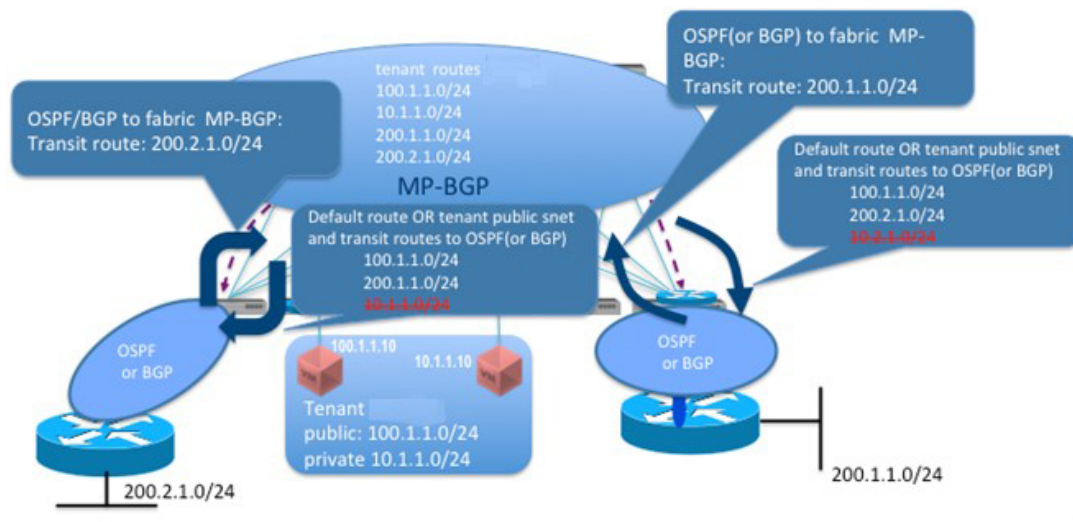 OSPF(or BGP) to fabric MP-
BGP:
Transit route: 200.1.1.0/24
tenant routes
100.1.1.0/24
10.1.1.0/24
200.1.1.0/24
200.2.1.0/24
MP-BGP
OSPF/BGP to fabric MP-BGP:
Transit route: 200.2.1.0/24
Default route OR tenant public snet
and transit routes to OSPF(or BGP)
100.1.1.0/24
200.2.1.0/24
10.2.1.0/24
Default route OR tenant public snet
and transit routes to OSPF(or BGP)
100.1.1.0/24
200.1.1.0/24
10.1.1.0/24
OSPF
or BGP
100.1.1.10
10.1.1.10
VM
VM
OSPF
or BGP
Tenant
public: 100.1.1.0/24
private 10.1.1.0/24
200.2.1.0/24
200.1.1.0/24